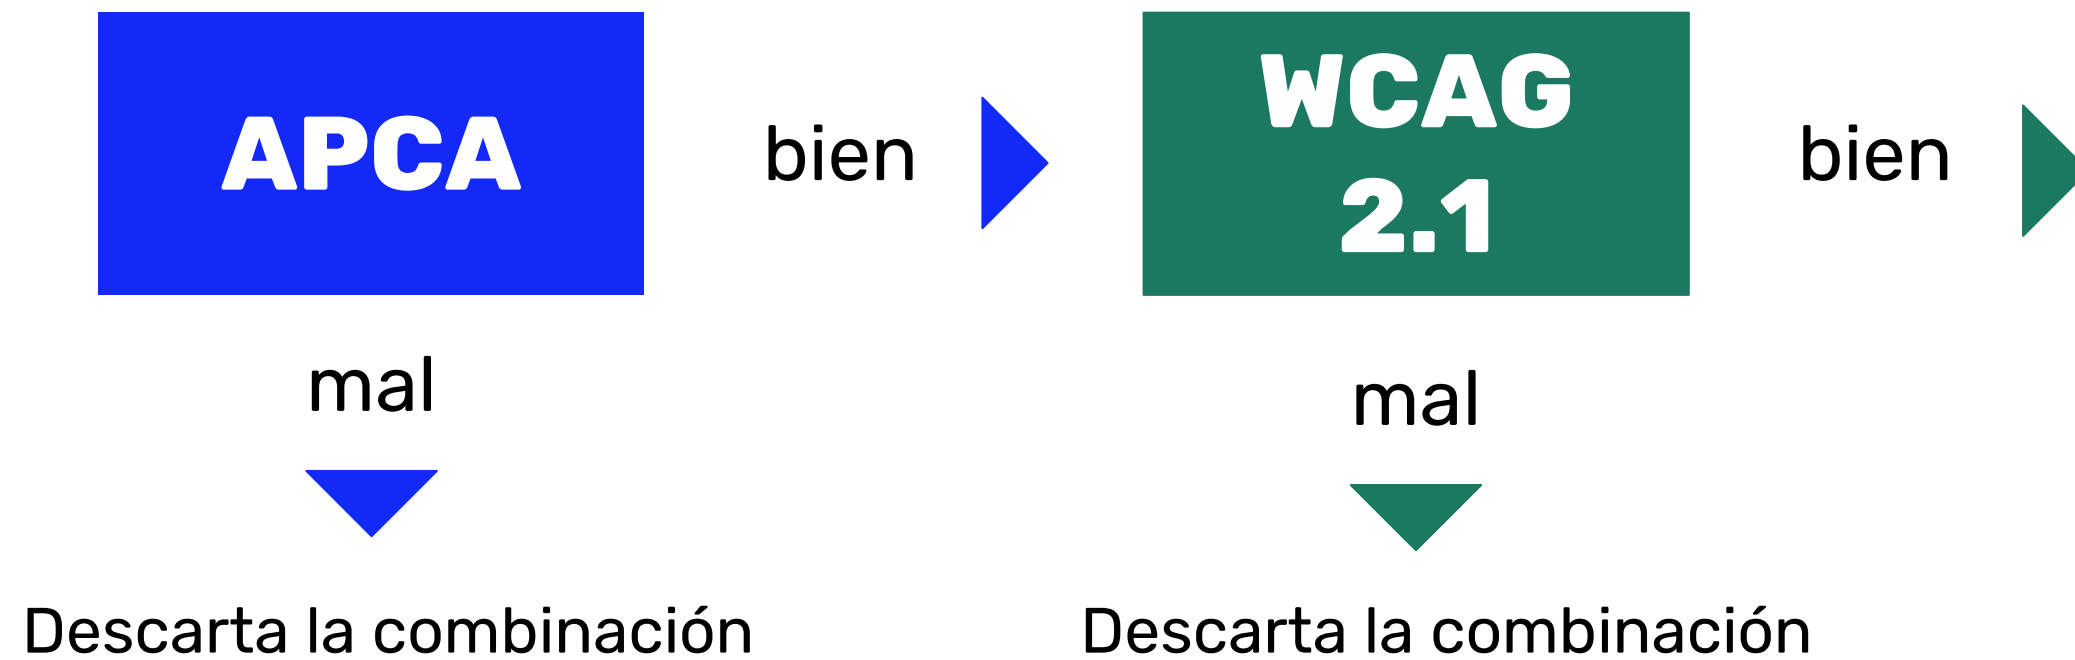 APCA
bien
WCAG
2.1
bien
mal
mal
Descarta la combinación
Descarta la combinación